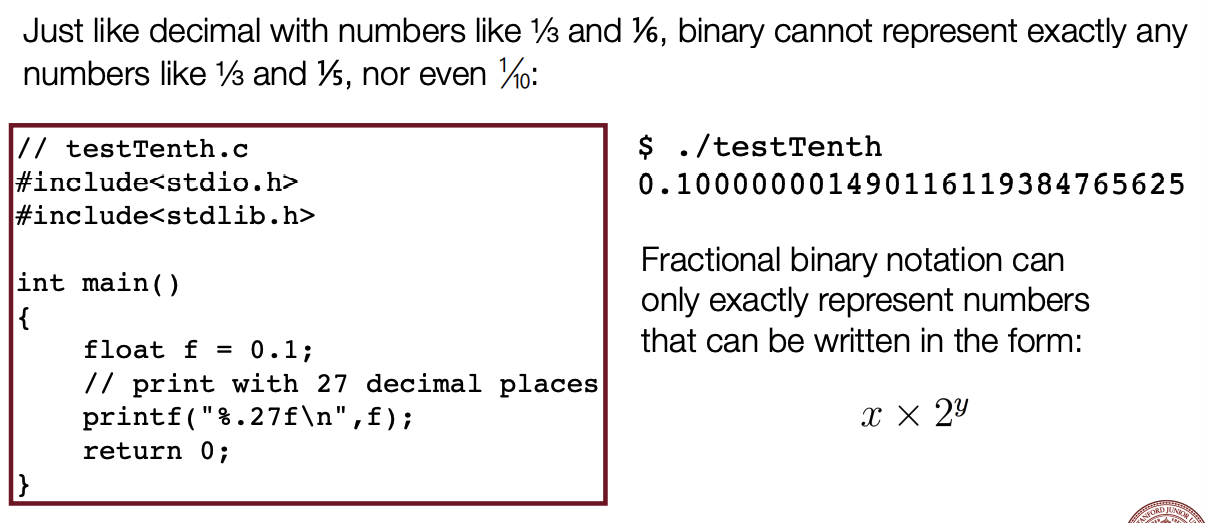 Just like decimal with numbers like ⅓ and ⅙, binary cannot represent exactly any
numbers like ⅓ and ⅕, nor even ⅒:
// testTenth.c
#include<stdio.h>
#include<stdlib.h>
int main()
{
    float f = 0.1;
    // print with 27 decimal places
    printf("%.27f\n",f);
    return 0;
}
$ ./testTenth
0.100000001490116119384765625
Fractional binary notation can
only exactly represent numbers
that can be written in the form:
x × 2^y